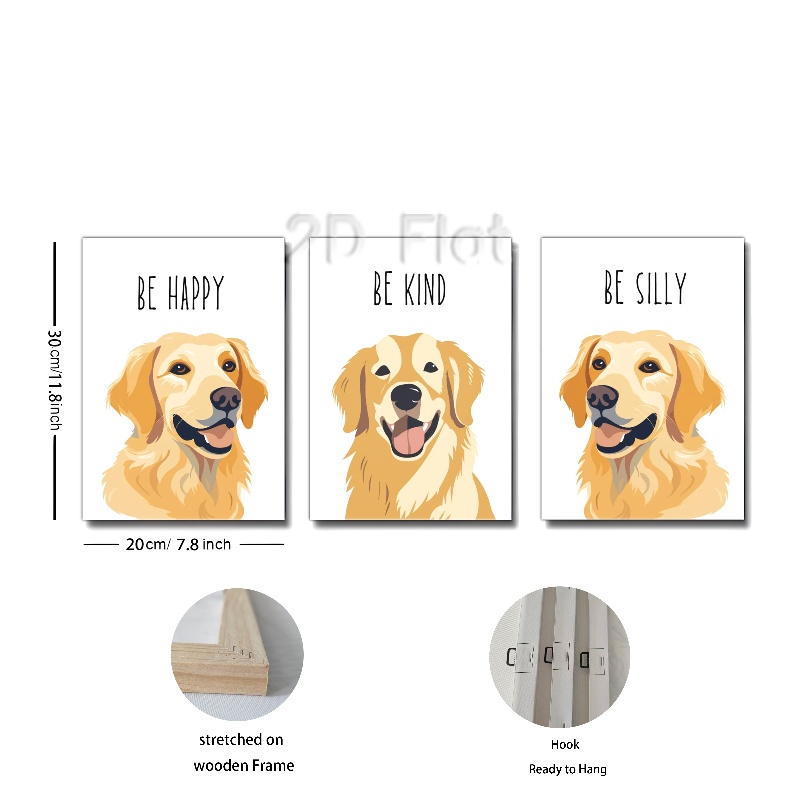 2D Flat
BE HAPPY
BE KIND
BE SILLY
30cm/11.8inch
20cm/ 7.8 inch
stretched on
wooden Frame
Hook
Ready to Hang